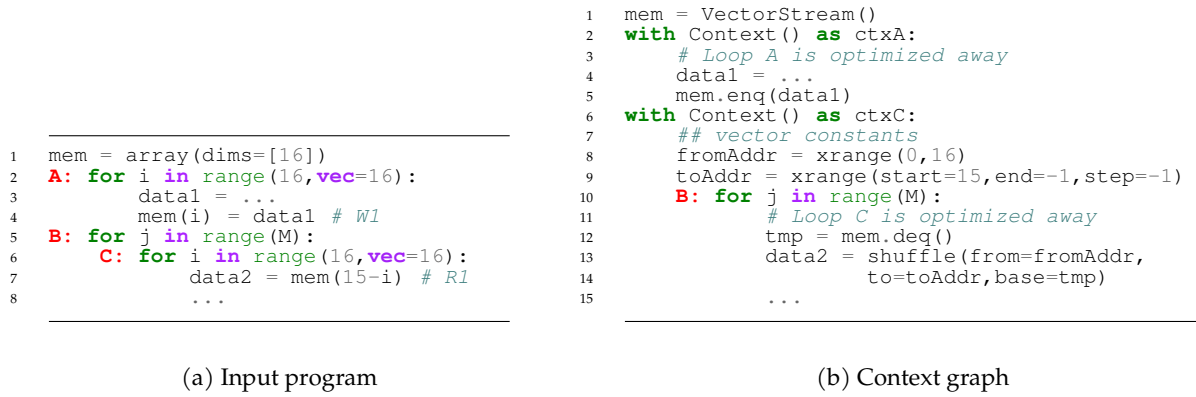 1 mem = array(dims=[16])
2 A: for i in range(16,vec=16):
3 data1 = ...
4 mem(i) = data1 # W1
5 B: for j in range(M):
6 C: for i in range(16,vec=16):
7 data2 = mem(15-i) # R1
8 ...
(a) Input program
1 mem = VectorStream()
2 with Context() as ctxA:
3 # Loop A is optimized away
4 data1 = ...
5 mem.enq(data1)
6 with Context() as ctxC:
7 ## vector constants
8 fromAddr = xrange(0,16)
9 toAddr = xrange(start=15,end=-1,step=-1)
10 B: for j in range(M):
11 # Loop C is optimized away
12 tmp = mem.deq()
13 data2 = shuffle(from=fromAddr,
14 to=toAddr,base=tmp)
15 ...
(b) Context graph